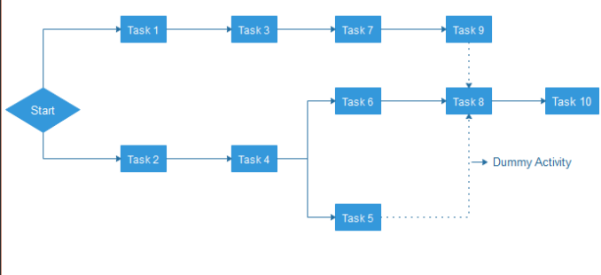 Task 1
Task 3
Task 7
Task 9
Start
Task 6
Task 8
Task 10
Task 2
Task 4
Dummy Activity
Task 5